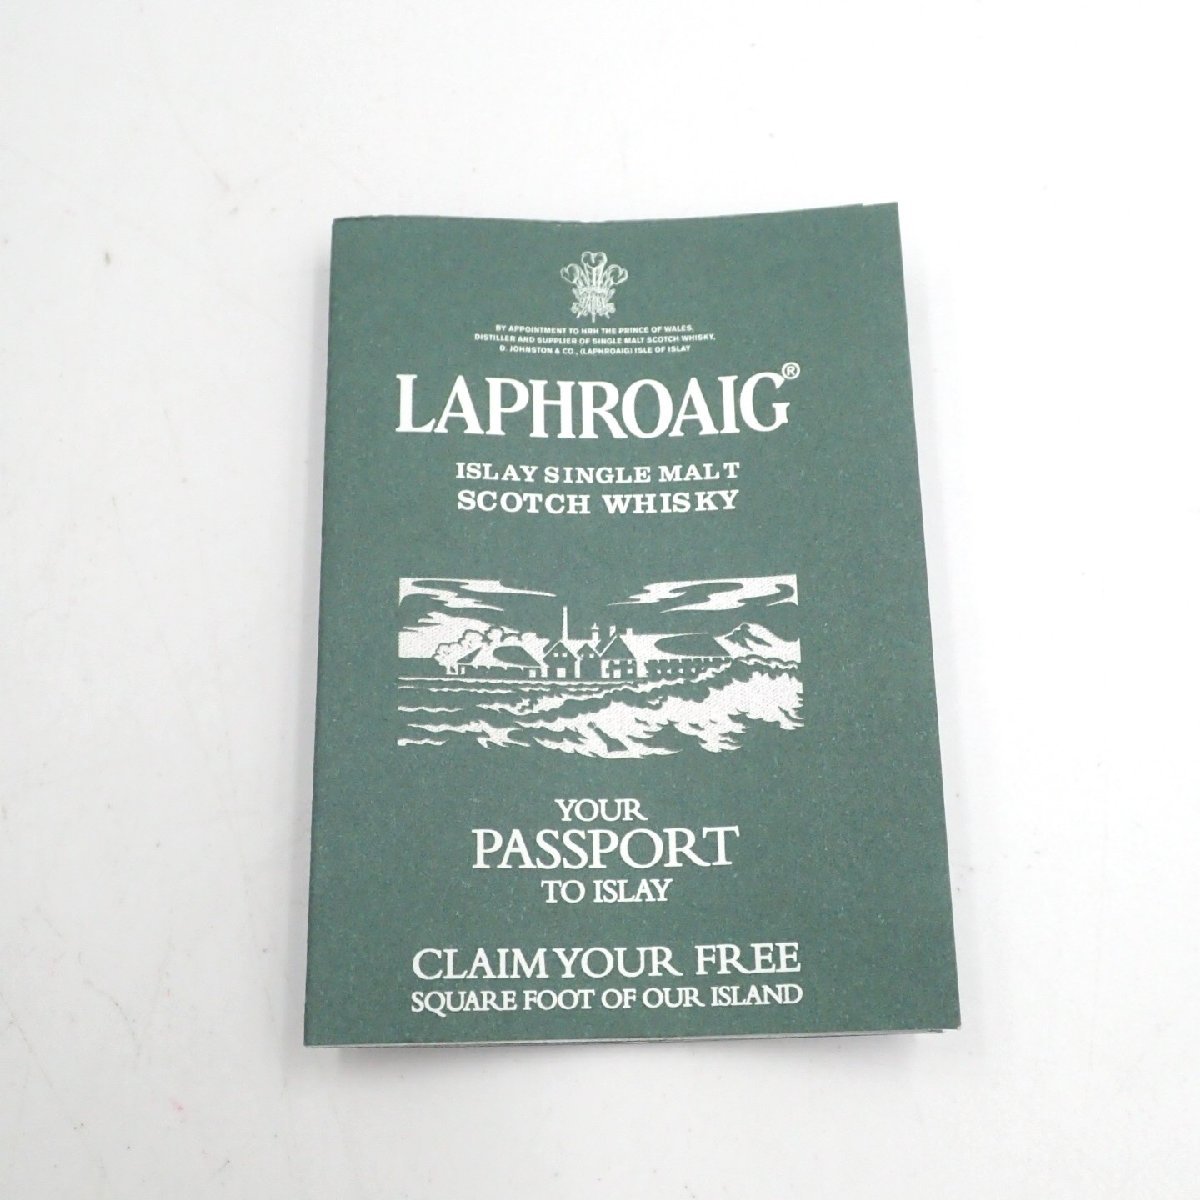 BY APPOINTMENT TO HRH THE PRINCE OF WALES,
DISTILLER AND SUPPLIER OF SINGLE MALT SCOTCH WHISKY,
D. JOHNSTON & CO., (LAPHROAIG) ISLE OF ISLAY
LAPHROAIG®
ISLAY SINGLE MALT
SCOTCH WHISKY
YOUR
PASSPORT
TO ISLAY
CLAIM YOUR FREE
SQUARE FOOT OF OUR ISLAND